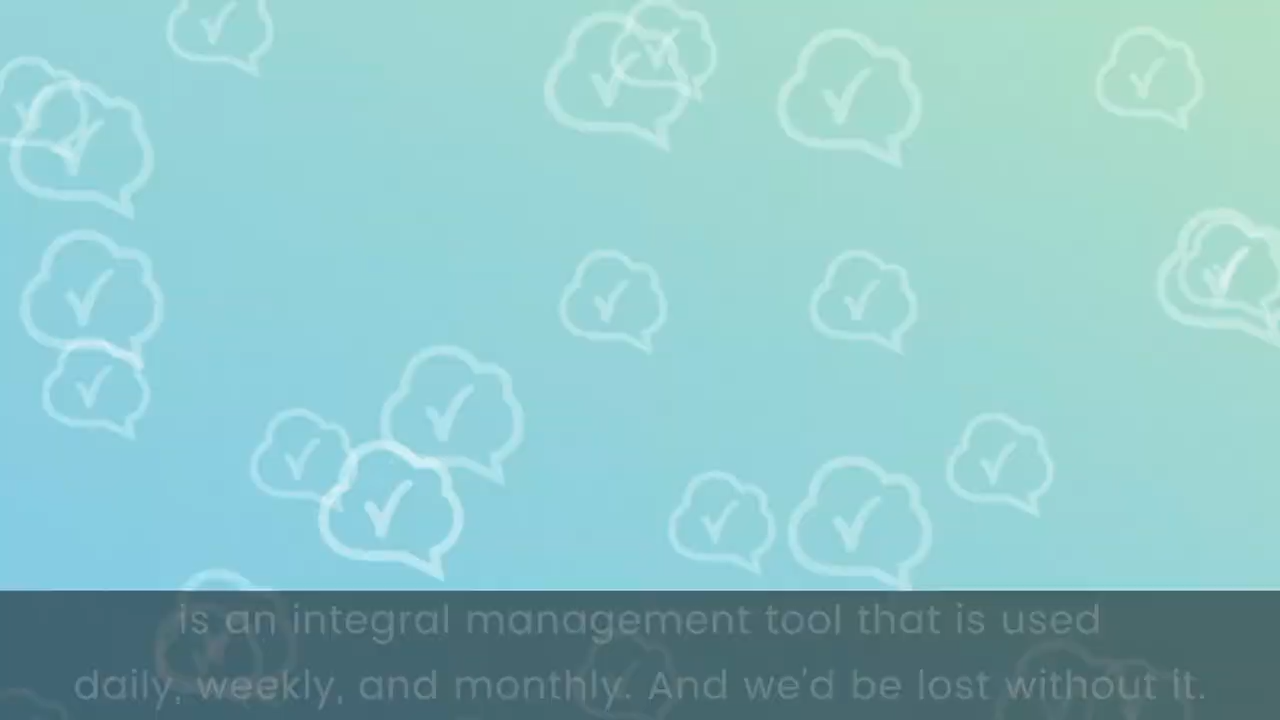 is an integral management tool that is used
daily, weekly, and monthly. And we'd be lost without it.